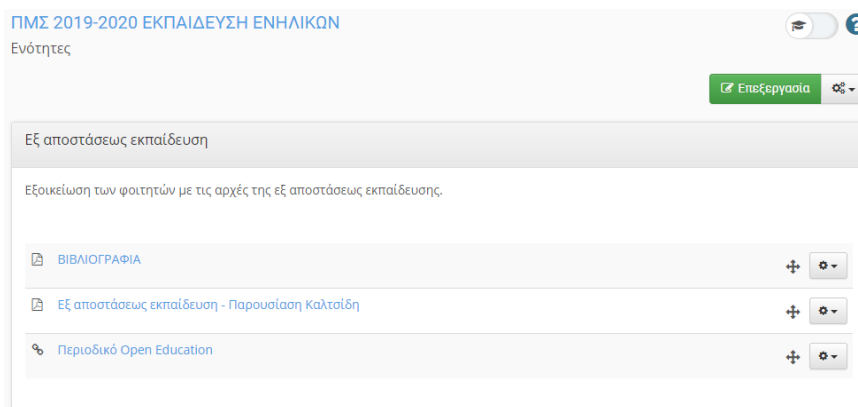 ΠΜΣ 2019-2020 ΕΚΠΑΙΔΕΥΣΗ ΕΝΗΛΙΚΩΝ
Ενότητες
Επεξεργασία
Εξ αποστάσεως εκπαίδευση
Εξοικείωση των φοιτητών με τις αρχές της εξ αποστάσεως εκπαίδευσης.
ΒΙΒΛΙΟΓΡΑΦΙΑ
Εξ αποστάσεως εκπαίδευση - Παρουσίαση Καλτσίδη
Περιοδικό Open Education